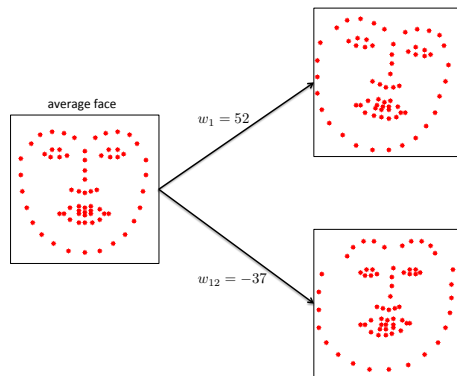 average face
w₁ = 52
w₁₂ = −37